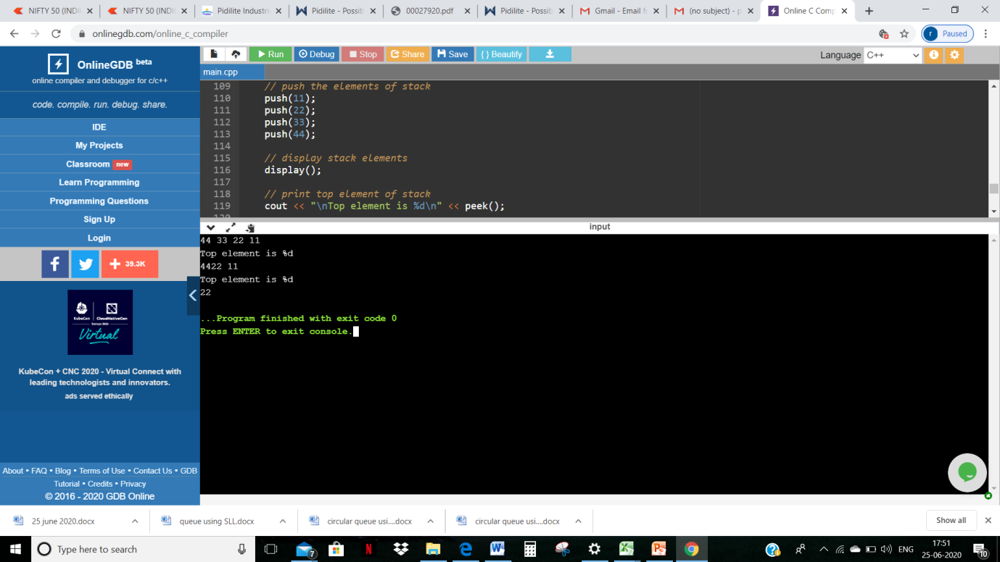 NIFTY 50 (INDI
NIFTY 50 (INDI
Pidilite Industri
Pidilite - Possib
00027920.pdf
Pidilite - Possib
Gmail - Email f
(no subject) - p
Online C Comp
onlinegdb.com/online_c_compiler
r Paused
OnlineGDB beta
online compiler and debugger for c/c++
code. compile. run. debug. share.
IDE
My Projects
Classroom new
Learn Programming
Programming Questions
Sign Up
Login
f
39.3K
KubeCon
CloudNativeCon
Europe 2020
Virtual
KubeCon + CNC 2020 - Virtual Connect with
leading technologists and innovators.
ads served ethically
About • FAQ • Blog • Terms of Use • Contact Us • GDB
Tutorial • Credits • Privacy
© 2016 - 2020 GDB Online
Run Debug Stop Share Save { } Beautify
Language C++
main.cpp
109 // push the elements of stack
110 push(11);
111 push(22);
112 push(33);
113 push(44);
114
115 // display stack elements
116 display();
117
118 // print top element of stack
119 cout << "\nTop element is %d\n" << peek();
120
input
44 33 22 11
Top element is %d
4422 11
Top element is %d
22
...Program finished with exit code 0
Press ENTER to exit console.
25 june 2020.docx
queue using SLL.docx
circular queue usi....docx
circular queue usi....docx
Show all
Type here to search
7
ENG
17:51
25-06-2020
10